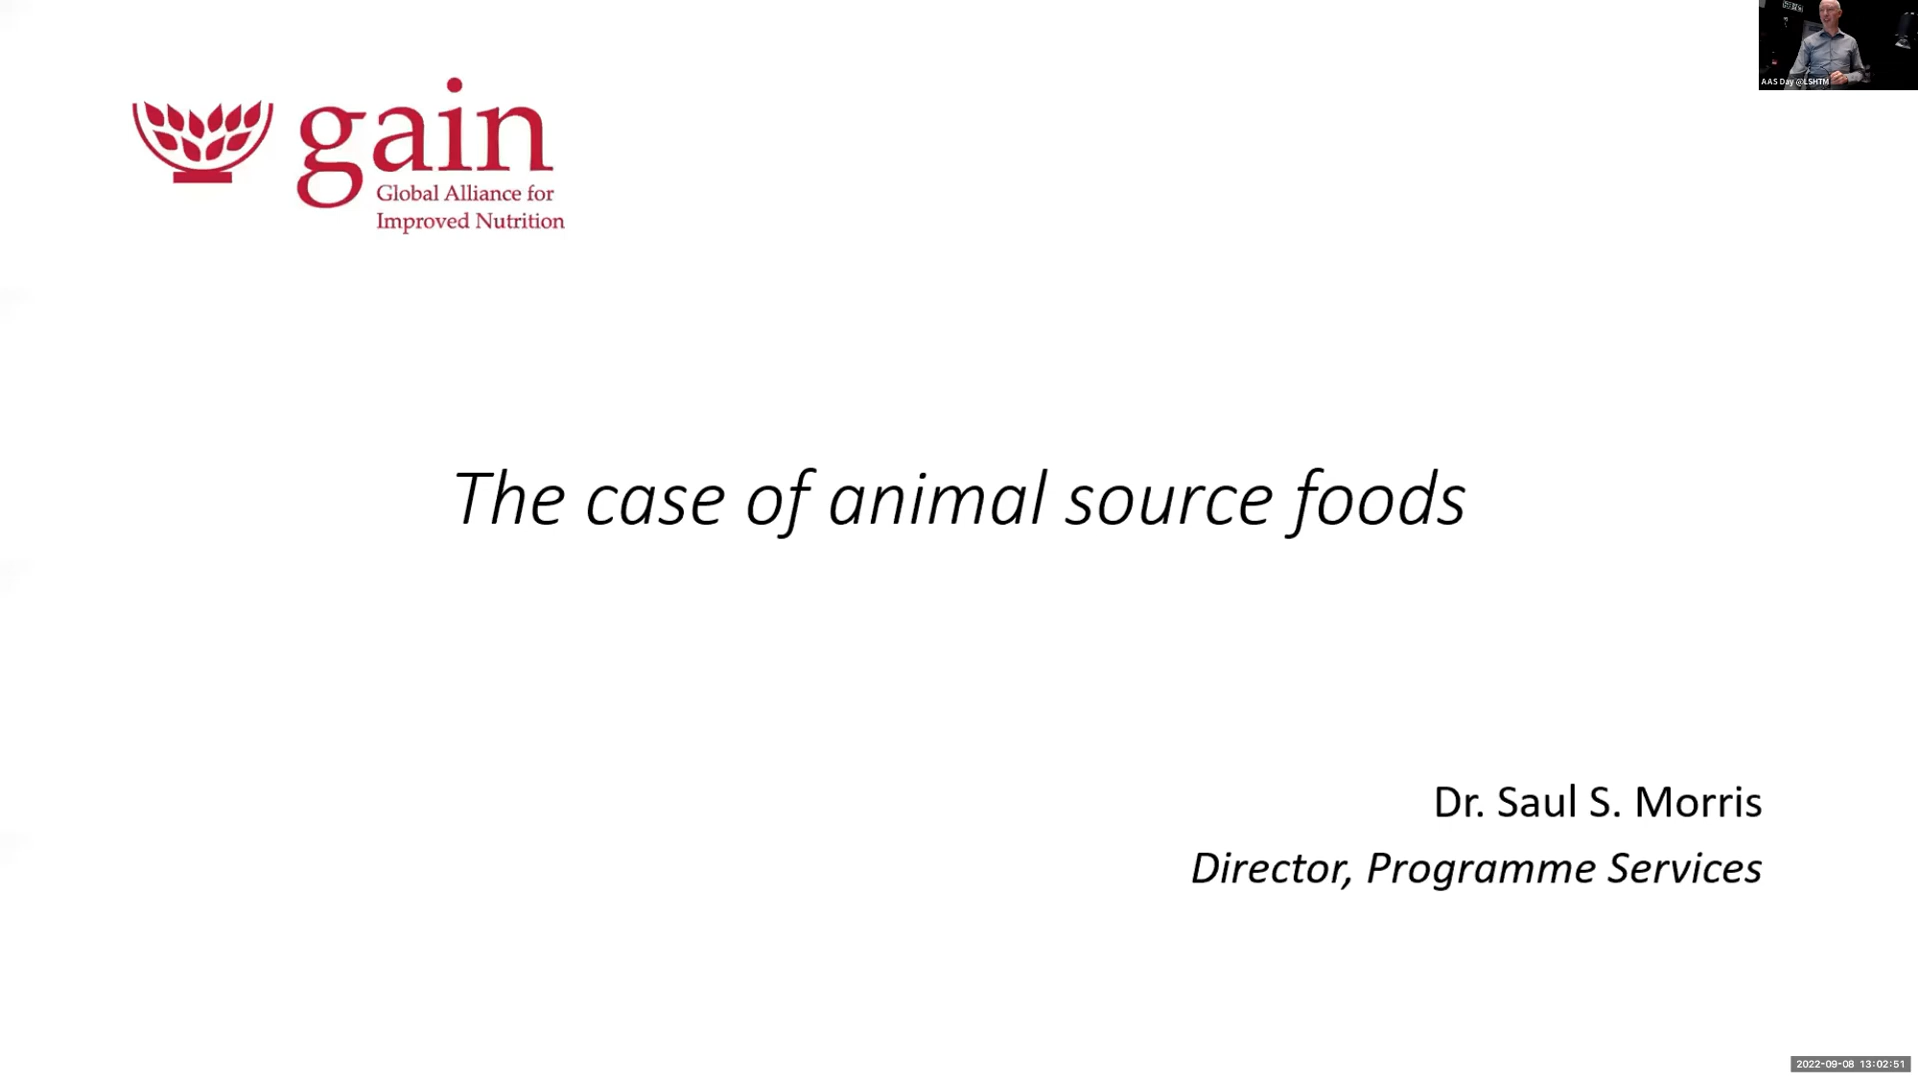 gain
Global Alliance for
Improved Nutrition
AAS Day @LSHTM
The case of animal source foods
Dr. Saul S. Morris
Director, Programme Services
2022-09-08 13:02:51